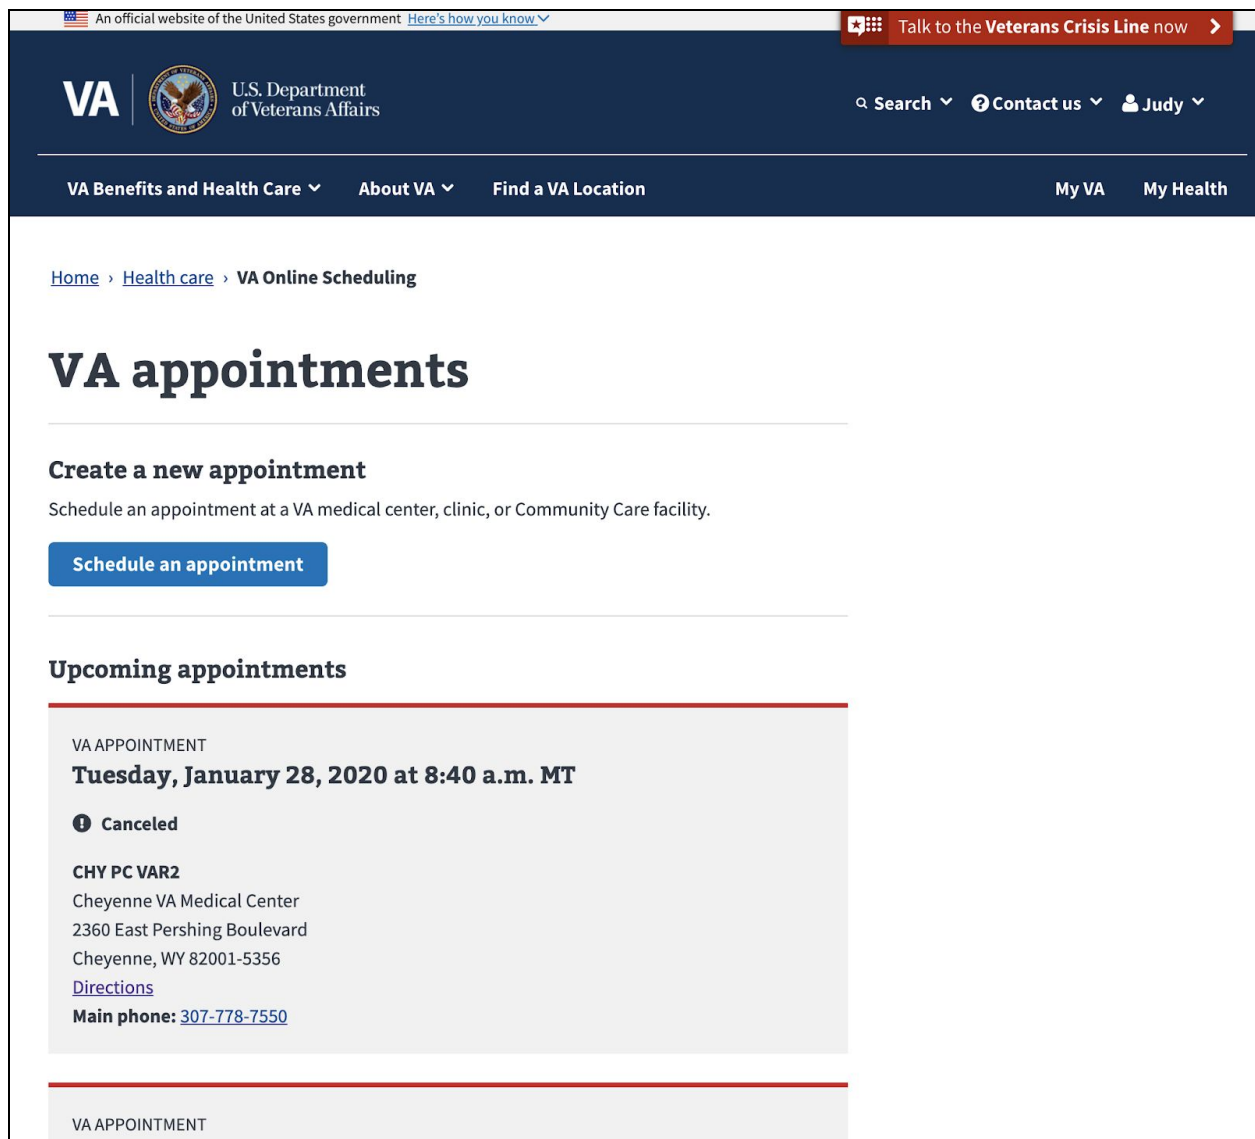 An official website of the United States government Here's how you know
Talk to the Veterans Crisis Line now
VA
U.S. Department
of Veterans Affairs
Search
Contact us
Judy
VA Benefits and Health Care
About VA
Find a VA Location
My VA
My Health
Home › Health care › VA Online Scheduling
VA appointments
Create a new appointment
Schedule an appointment at a VA medical center, clinic, or Community Care facility.
Schedule an appointment
Upcoming appointments
VA APPOINTMENT
Tuesday, January 28, 2020 at 8:40 a.m. MT
Canceled
CHY PC VAR2
Cheyenne VA Medical Center
2360 East Pershing Boulevard
Cheyenne, WY 82001-5356
Directions
Main phone: 307-778-7550
VA APPOINTMENT